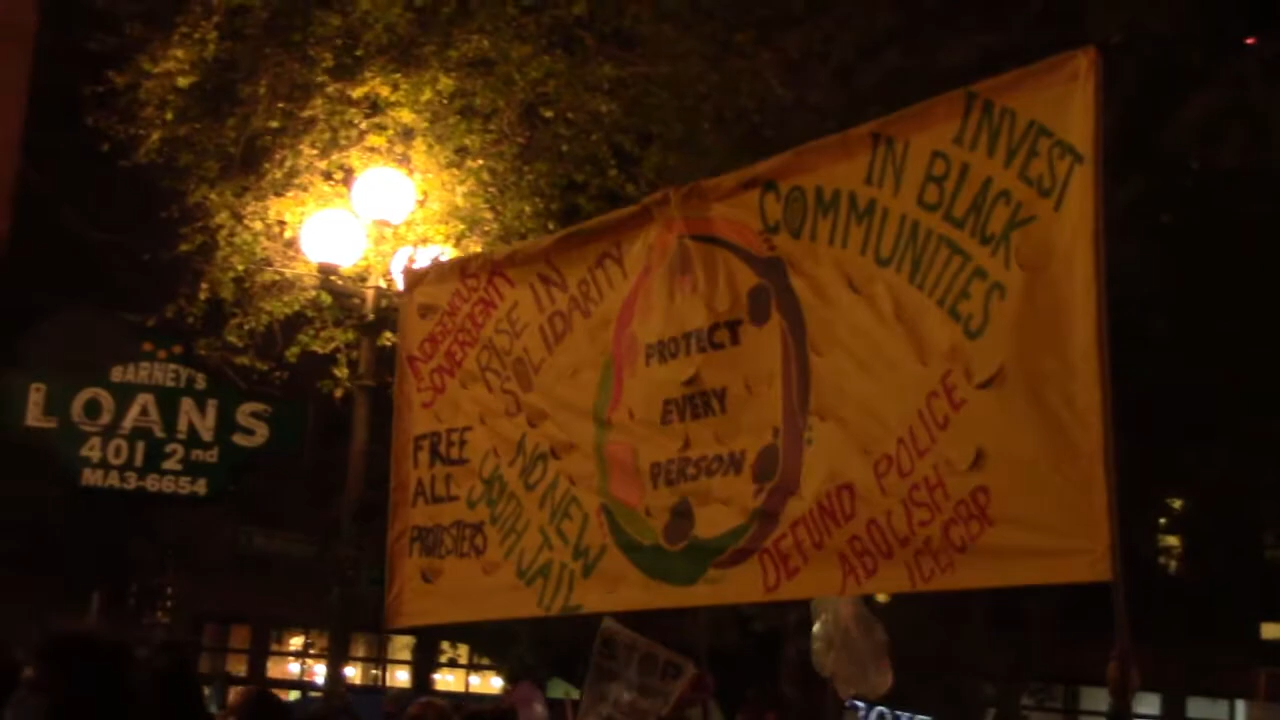 BARNEY'S
LOANS
401 2nd
MA3-6654
INDIGENOUS
SOVERIGNTY
RISE IN
SOLIDARITY
FREE
ALL
PROTESTERS
NO NEW
YOUTH JAIL
PROTECT
EVERY
PERSON
INVEST
IN BLACK
COMMUNITIES
DEFUND POLICE
ABOLISH
ICE/CBP